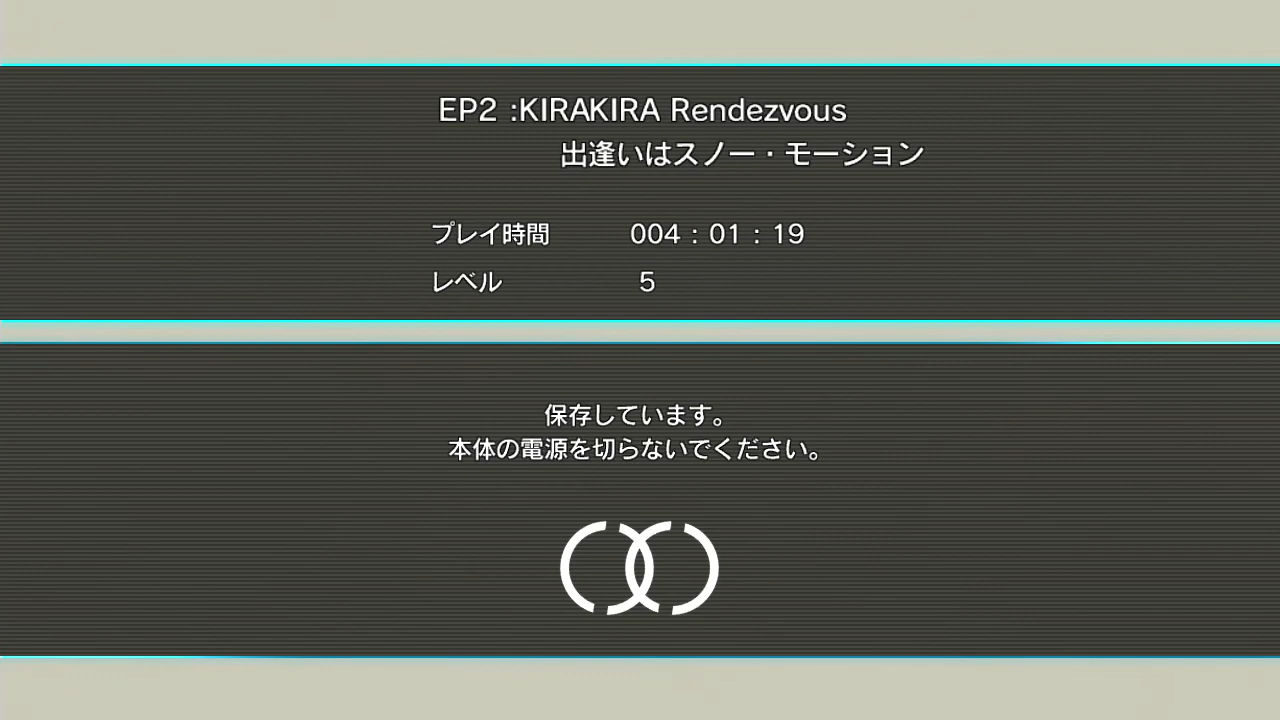 EP2 :KIRAKIRA Rendezvous
出逢いはスノー・モーション
プレイ時間 004 : 01 : 19
レベル 5
保存しています。
本体の電源を切らないでください。